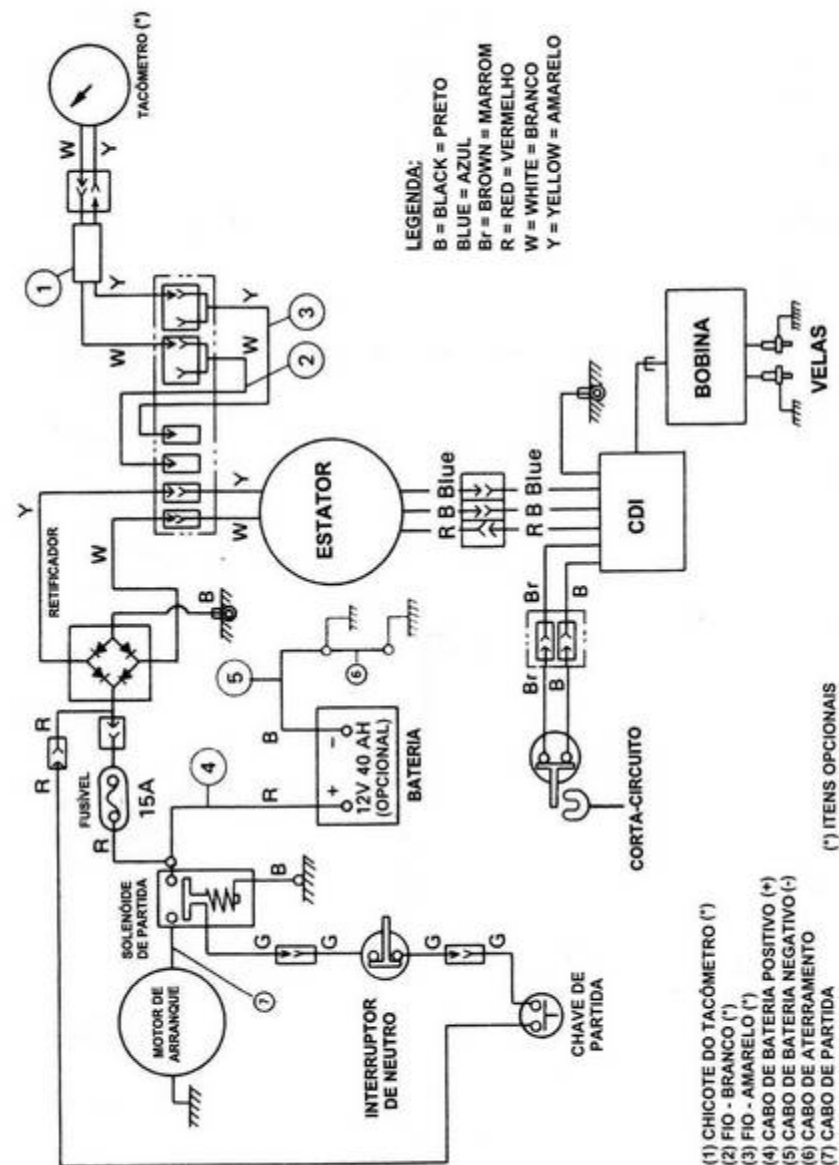 TACÔMETRO (*)
W
Y
1
W
Y
W
Y
2
3
LEGENDA:
B = BLACK = PRETO
BLUE = AZUL
Br = BROWN = MARROM
R = RED = VERMELHO
W = WHITE = BRANCO
Y = YELLOW = AMARELO
Y
RETIFICADOR
W
B
W
Y
ESTATOR
R B Blue
R B Blue
CDI
BOBINA
VELAS
R
R
FUSÍVEL
15A
R
4
R
5
B
6
+ −
12V 40 AH
(OPCIONAL)
BATERIA
Br
B
Br
B
CORTA-CIRCUITO
SOLENÓIDE
DE PARTIDA
B
MOTOR DE
ARRANQUE
7
G
G
INTERRUPTOR
DE NEUTRO
G
G
CHAVE DE
PARTIDA
(1) CHICOTE DO TACÔMETRO (*)
(2) FIO - BRANCO (*)
(3) FIO - AMARELO (*)
(4) CABO DE BATERIA POSITIVO (+)
(5) CABO DE BATERIA NEGATIVO (-)
(6) CABO DE ATERRAMENTO
(7) CABO DE PARTIDA
(*) ITENS OPCIONAIS